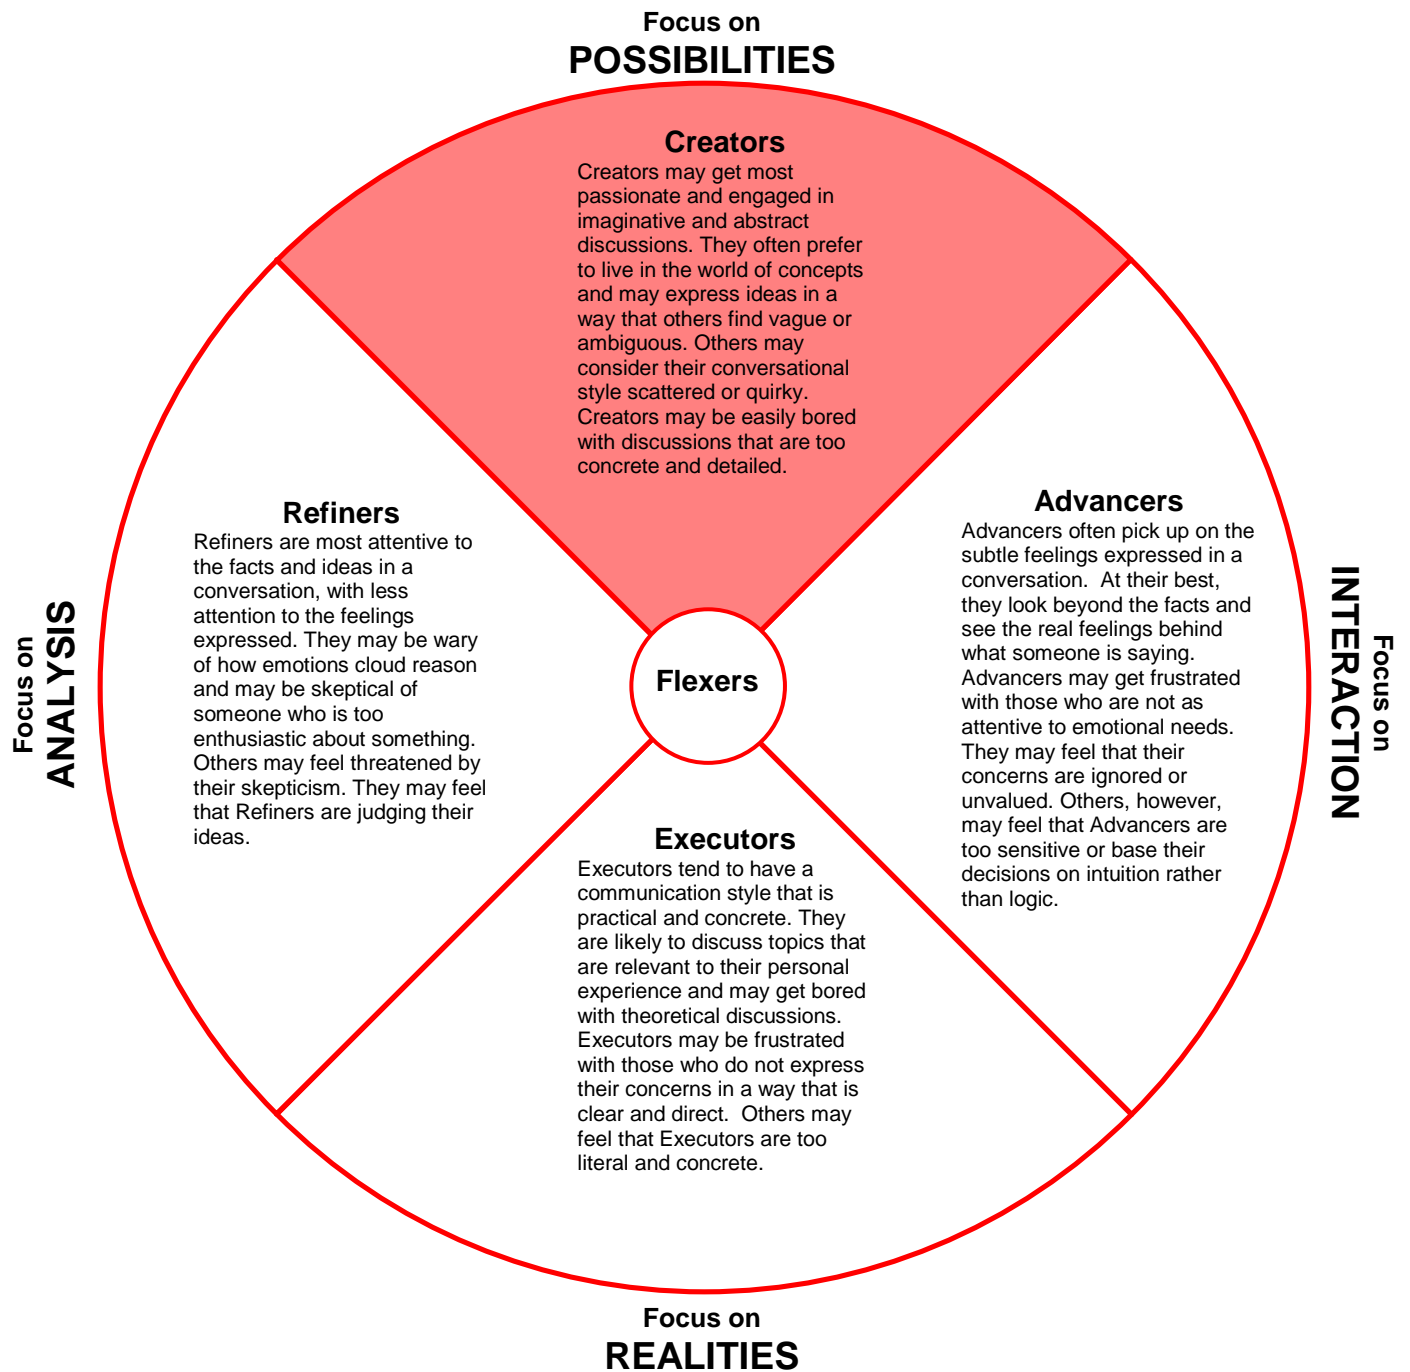 Focus on
POSSIBILITIES
Creators
Creators may get most
passionate and engaged in
imaginative and abstract
discussions. They often prefer
to live in the world of concepts
and may express ideas in a
way that others find vague or
ambiguous. Others may
consider their conversational
style scattered or quirky.
Creators may be easily bored
with discussions that are too
concrete and detailed.
Focus on
ANALYSIS
Refiners
Refiners are most attentive to
the facts and ideas in a
conversation, with less
attention to the feelings
expressed. They may be wary
of how emotions cloud reason
and may be skeptical of
someone who is too
enthusiastic about something.
Others may feel threatened by
their skepticism. They may feel
that Refiners are judging their
ideas.
Flexers
Advancers
Advancers often pick up on the
subtle feelings expressed in a
conversation.  At their best,
they look beyond the facts and
see the real feelings behind
what someone is saying.
Advancers may get frustrated
with those who are not as
attentive to emotional needs.
They may feel that their
concerns are ignored or
unvalued. Others, however,
may feel that Advancers are
too sensitive or base their
decisions on intuition rather
than logic.
Focus on
INTERACTION
Executors
Executors tend to have a
communication style that is
practical and concrete. They
are likely to discuss topics that
are relevant to their personal
experience and may get bored
with theoretical discussions.
Executors may be frustrated
with those who do not express
their concerns in a way that is
clear and direct.  Others may
feel that Executors are too
literal and concrete.
Focus on
REALITIES